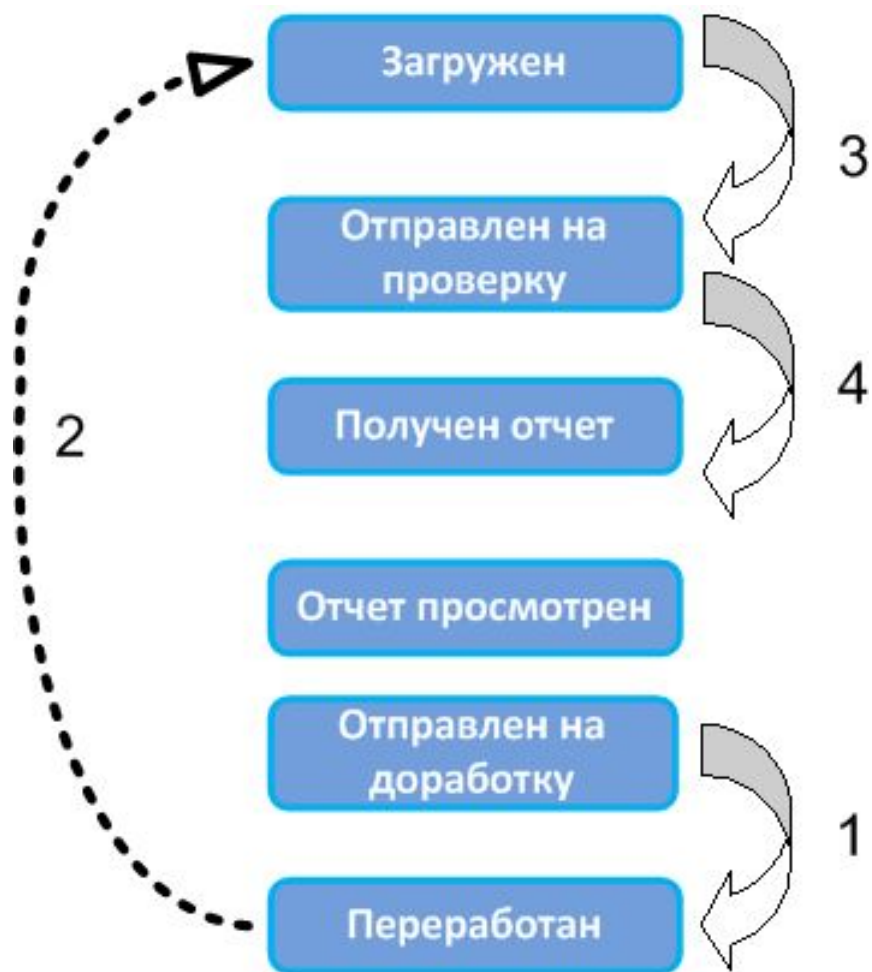 Загружен
3
Отправлен на
проверку
4
Получен отчет
2
Отчет просмотрен
Отправлен на
доработку
1
Переработан